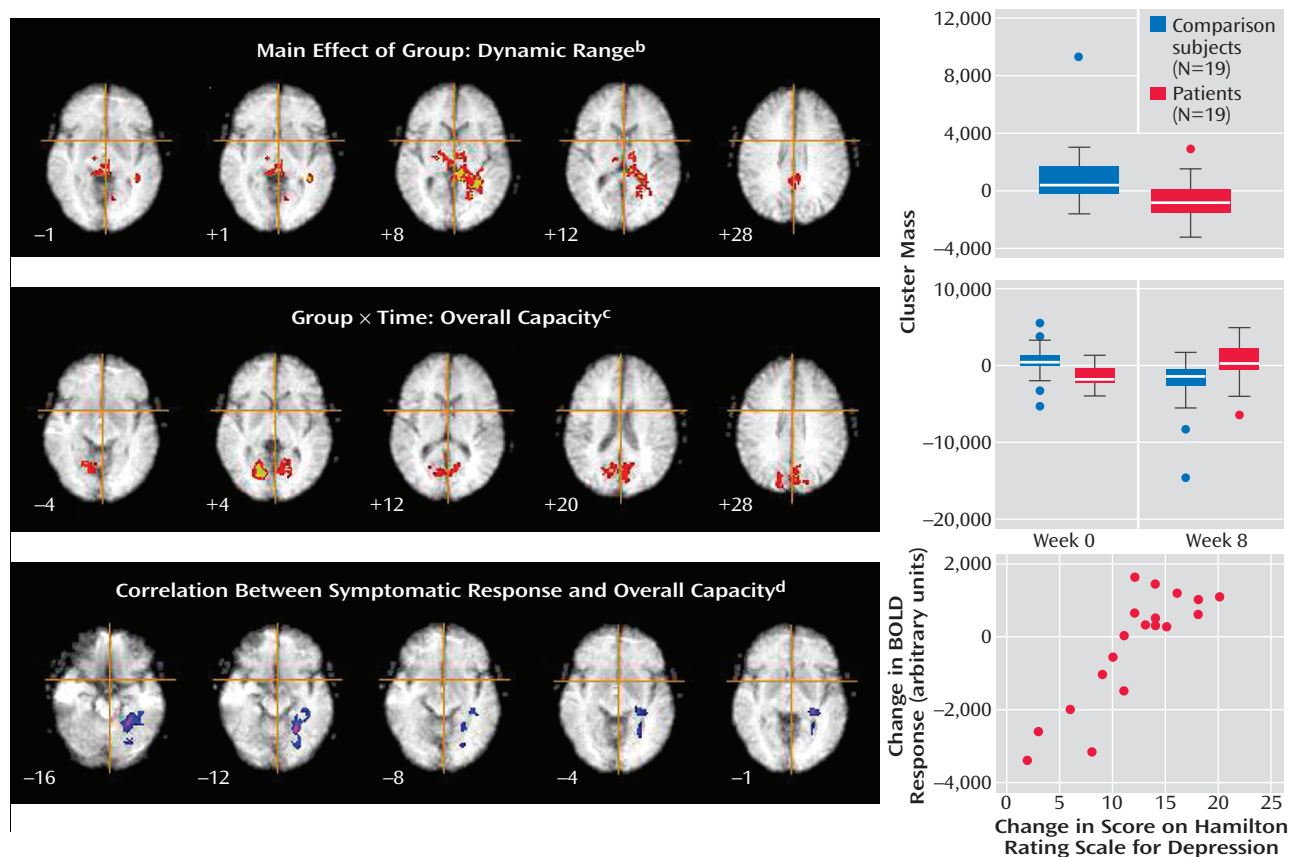 Main Effect of Group: Dynamic Rangeᵇ
−1
+1
+8
+12
+28
Group × Time: Overall Capacityᶜ
−4
+4
+12
+20
+28
Correlation Between Symptomatic Response and Overall Capacityᵈ
−16
−12
−8
−4
−1
Cluster Mass
12,000
8,000
4,000
0
−4,000
Comparison
subjects
(N=19)
Patients
(N=19)
10,000
0
−10,000
−20,000
Week 0
Week 8
Change in BOLD
Response (arbitrary units)
2,000
0
−2,000
−4,000
0
5
10
15
20
25
Change in Score on Hamilton
Rating Scale for Depression